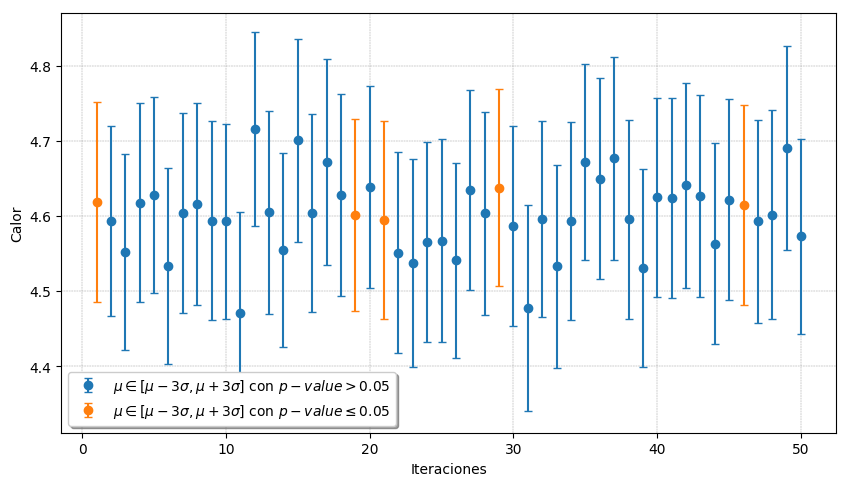 4.8
4.7
4.6
4.5
4.4
Calor
μ ∈ [μ − 3σ, μ + 3σ] con p − value > 0.05
μ ∈ [μ − 3σ, μ + 3σ] con p − value ≤ 0.05
0 10 20 30 40 50
Iteraciones